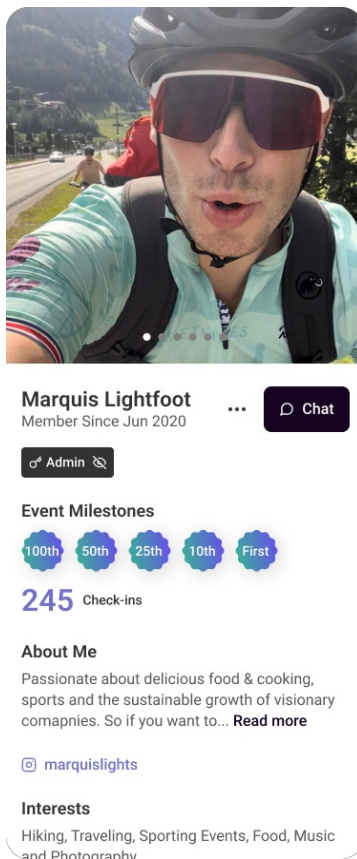 Marquis Lightfoot
Member Since Jun 2020
Chat
Admin
Event Milestones
100th 50th 25th 10th First
245 Check-ins
About Me
Passionate about delicious food & cooking,
sports and the sustainable growth of visionary
comapnies. So if you want to... Read more
marquislights
Interests
Hiking, Traveling, Sporting Events, Food, Music
and Photography